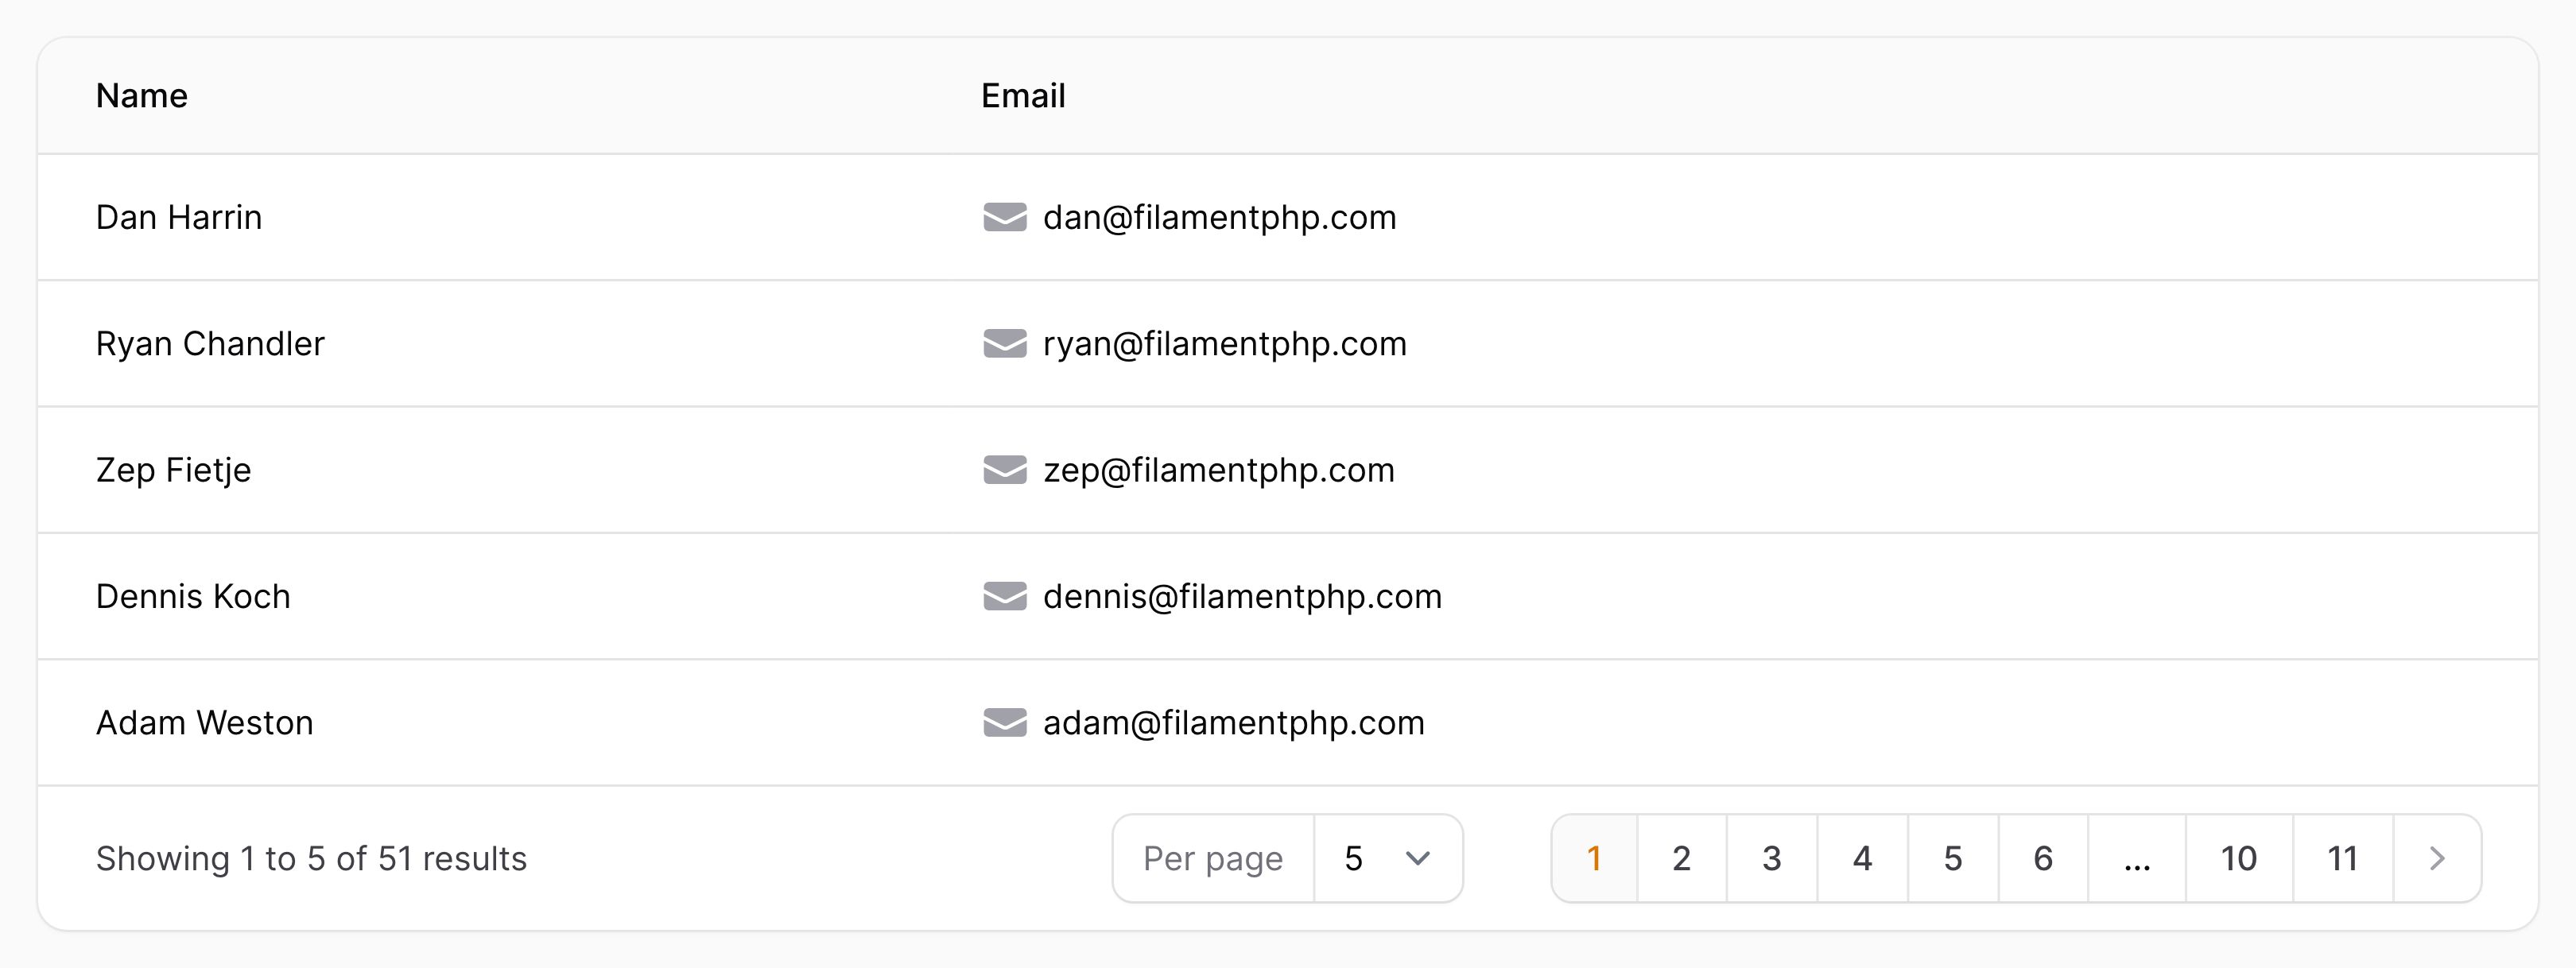 Name Email
Dan Harrin dan@filamentphp.com
Ryan Chandler ryan@filamentphp.com
Zep Fietje zep@filamentphp.com
Dennis Koch dennis@filamentphp.com
Adam Weston adam@filamentphp.com
Showing 1 to 5 of 51 results Per page 5 1 2 3 4 5 6 ... 10 11